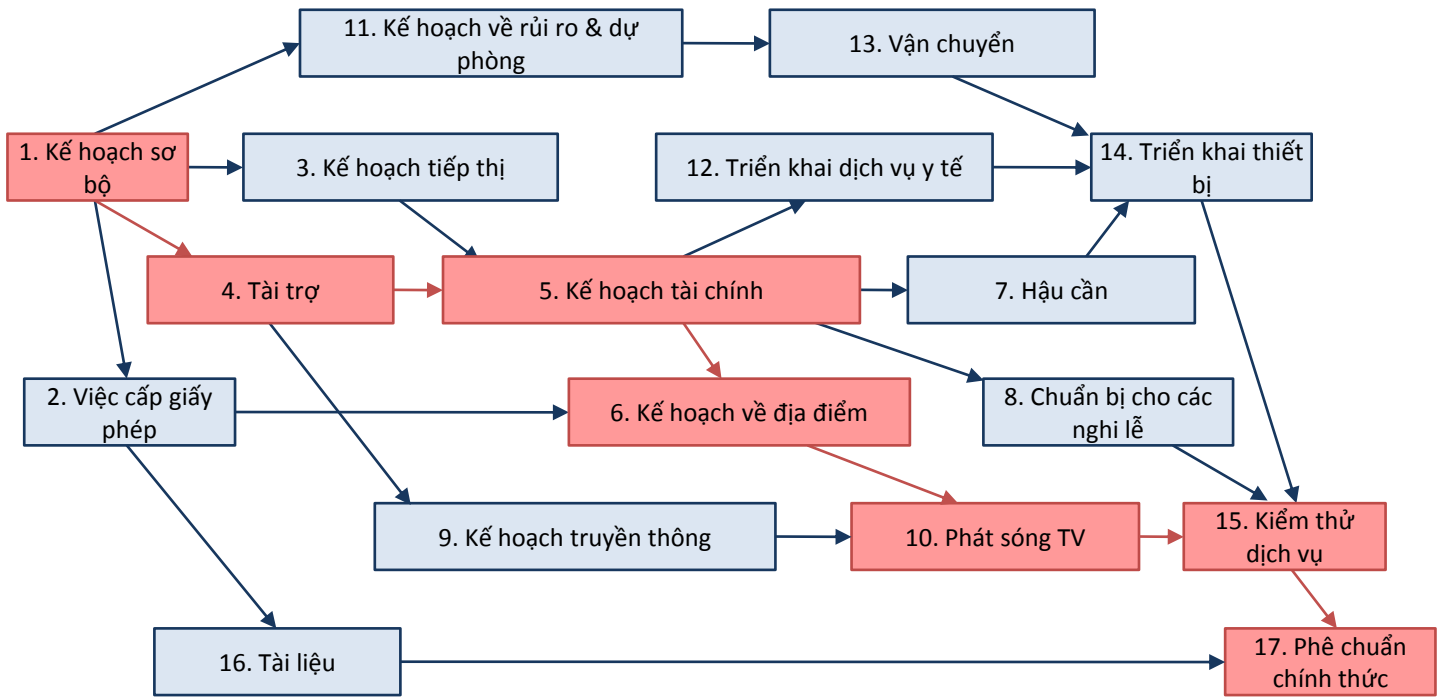 11. Kế hoạch về rủi ro & dự
phòng
13. Vận chuyển
1. Kế hoạch sơ
bộ
3. Kế hoạch tiếp thị
12. Triển khai dịch vụ y tế
14. Triển khai thiết
bị
4. Tài trợ
5. Kế hoạch tài chính
7. Hậu cần
2. Việc cấp giấy
phép
6. Kế hoạch về địa điểm
8. Chuẩn bị cho các
nghi lễ
9. Kế hoạch truyền thông
10. Phát sóng TV
15. Kiểm thử
dịch vụ
16. Tài liệu
17. Phê chuẩn
chính thức